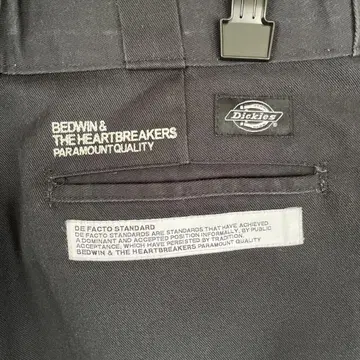 BEDWIN &
THE HEARTBREAKERS
PARAMOUNT QUALITY
Dickies
DE FACTO STANDARD
DE FACTO STANDARDS ARE STANDARDS THAT HAVE ACHIEVED
A DOMINANT AND ACCEPTED POSITION INFORMALLY, BY PUBLIC
ACCEPTANCE, WHICH HAVE PERSISTED BY TRADITION.
BEDWIN & THE HEARTBREAKERS PARAMOUNT QUALITY